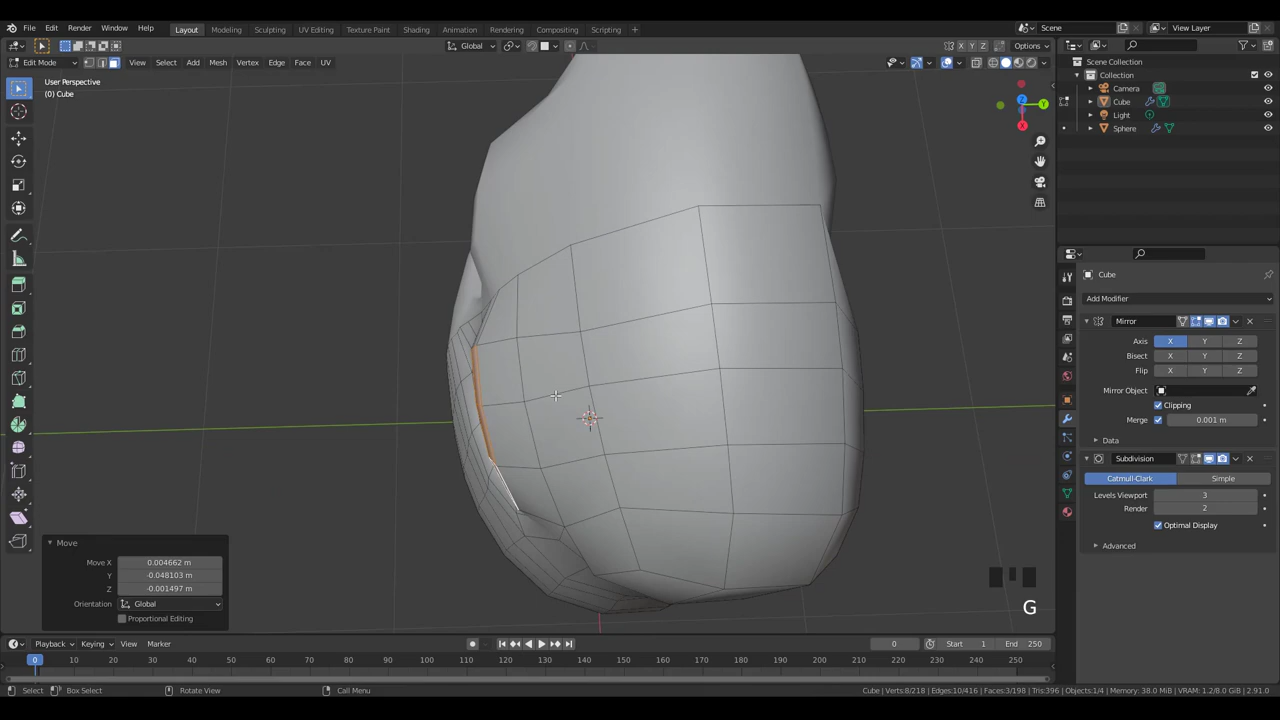 File Edit Render Window Help Layout Modeling Sculpting UV Editing Texture Paint Shading Animation Rendering Compositing Scripting + Scene View Layer
Global X Y Z Options
Edit Mode View Select Add Mesh Vertex Edge Face UV
User Perspective
(0) Cube
Scene Collection
Collection
Camera
Cube
Light
Sphere
Y
Z
X
Cube
Add Modifier
Mirror
Axis X Y Z
Bisect X Y Z
Flip X Y Z
Mirror Object
Clipping
Merge 0.001 m
Data
Subdivision
Catmull-Clark Simple
Levels Viewport 3
Render 2
Optimal Display
Advanced
Move
Move X 0.004662 m
Y -0.048103 m
Z -0.001497 m
Orientation Global
Proportional Editing
G
Playback Keying View Marker 0 Start 1 End 250
0 10 20 30 40 50 60 70 80 90 100 110 120 130 140 150 160 170 180 190 200 210 220 230 240 250
Select Box Select Rotate View Call Menu Cube | Verts:8/218 | Edges:10/416 | Faces:3/198 | Tris:396 | Objects:1/4 | Memory: 38.0 MiB | VRAM: 1.2/8.0 GiB | 2.91.0